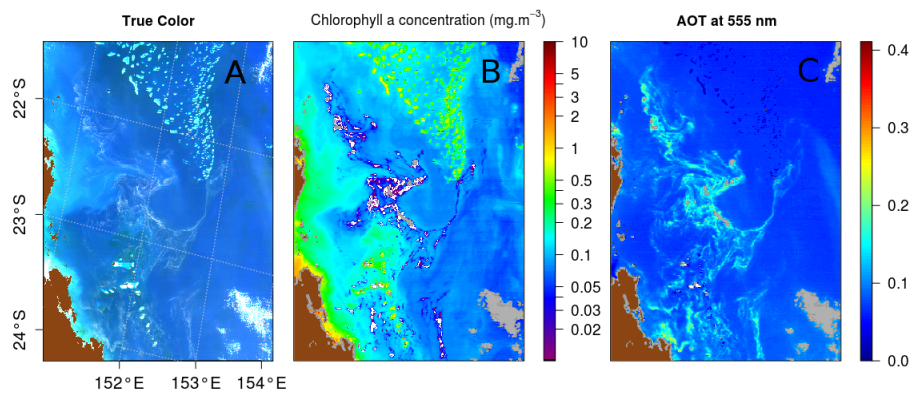 True Color
Chlorophyll a concentration (mg.m⁻³)
AOT at 555 nm
A
B
C
22°S
23°S
24°S
152°E
153°E
154°E
10
5
3
2
1
0.5
0.3
0.2
0.1
0.05
0.03
0.02
0.4
0.3
0.2
0.1
0.0